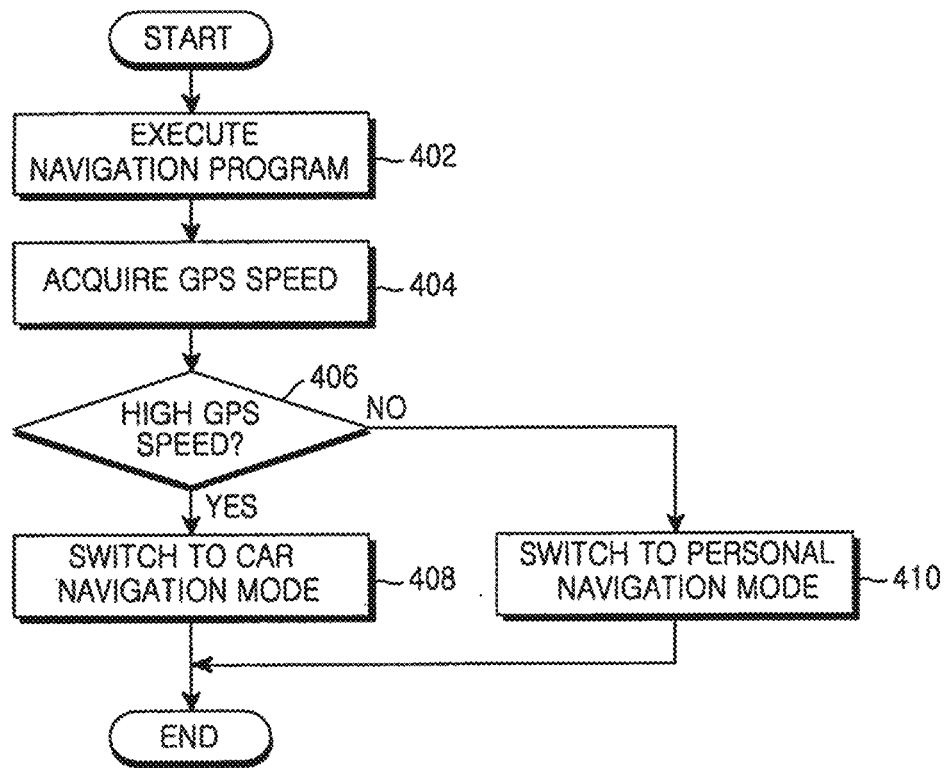 START
EXECUTE
NAVIGATION PROGRAM
402
ACQUIRE GPS SPEED
404
406
HIGH GPS
SPEED?
NO
YES
SWITCH TO CAR
NAVIGATION MODE
408
SWITCH TO PERSONAL
NAVIGATION MODE
410
END